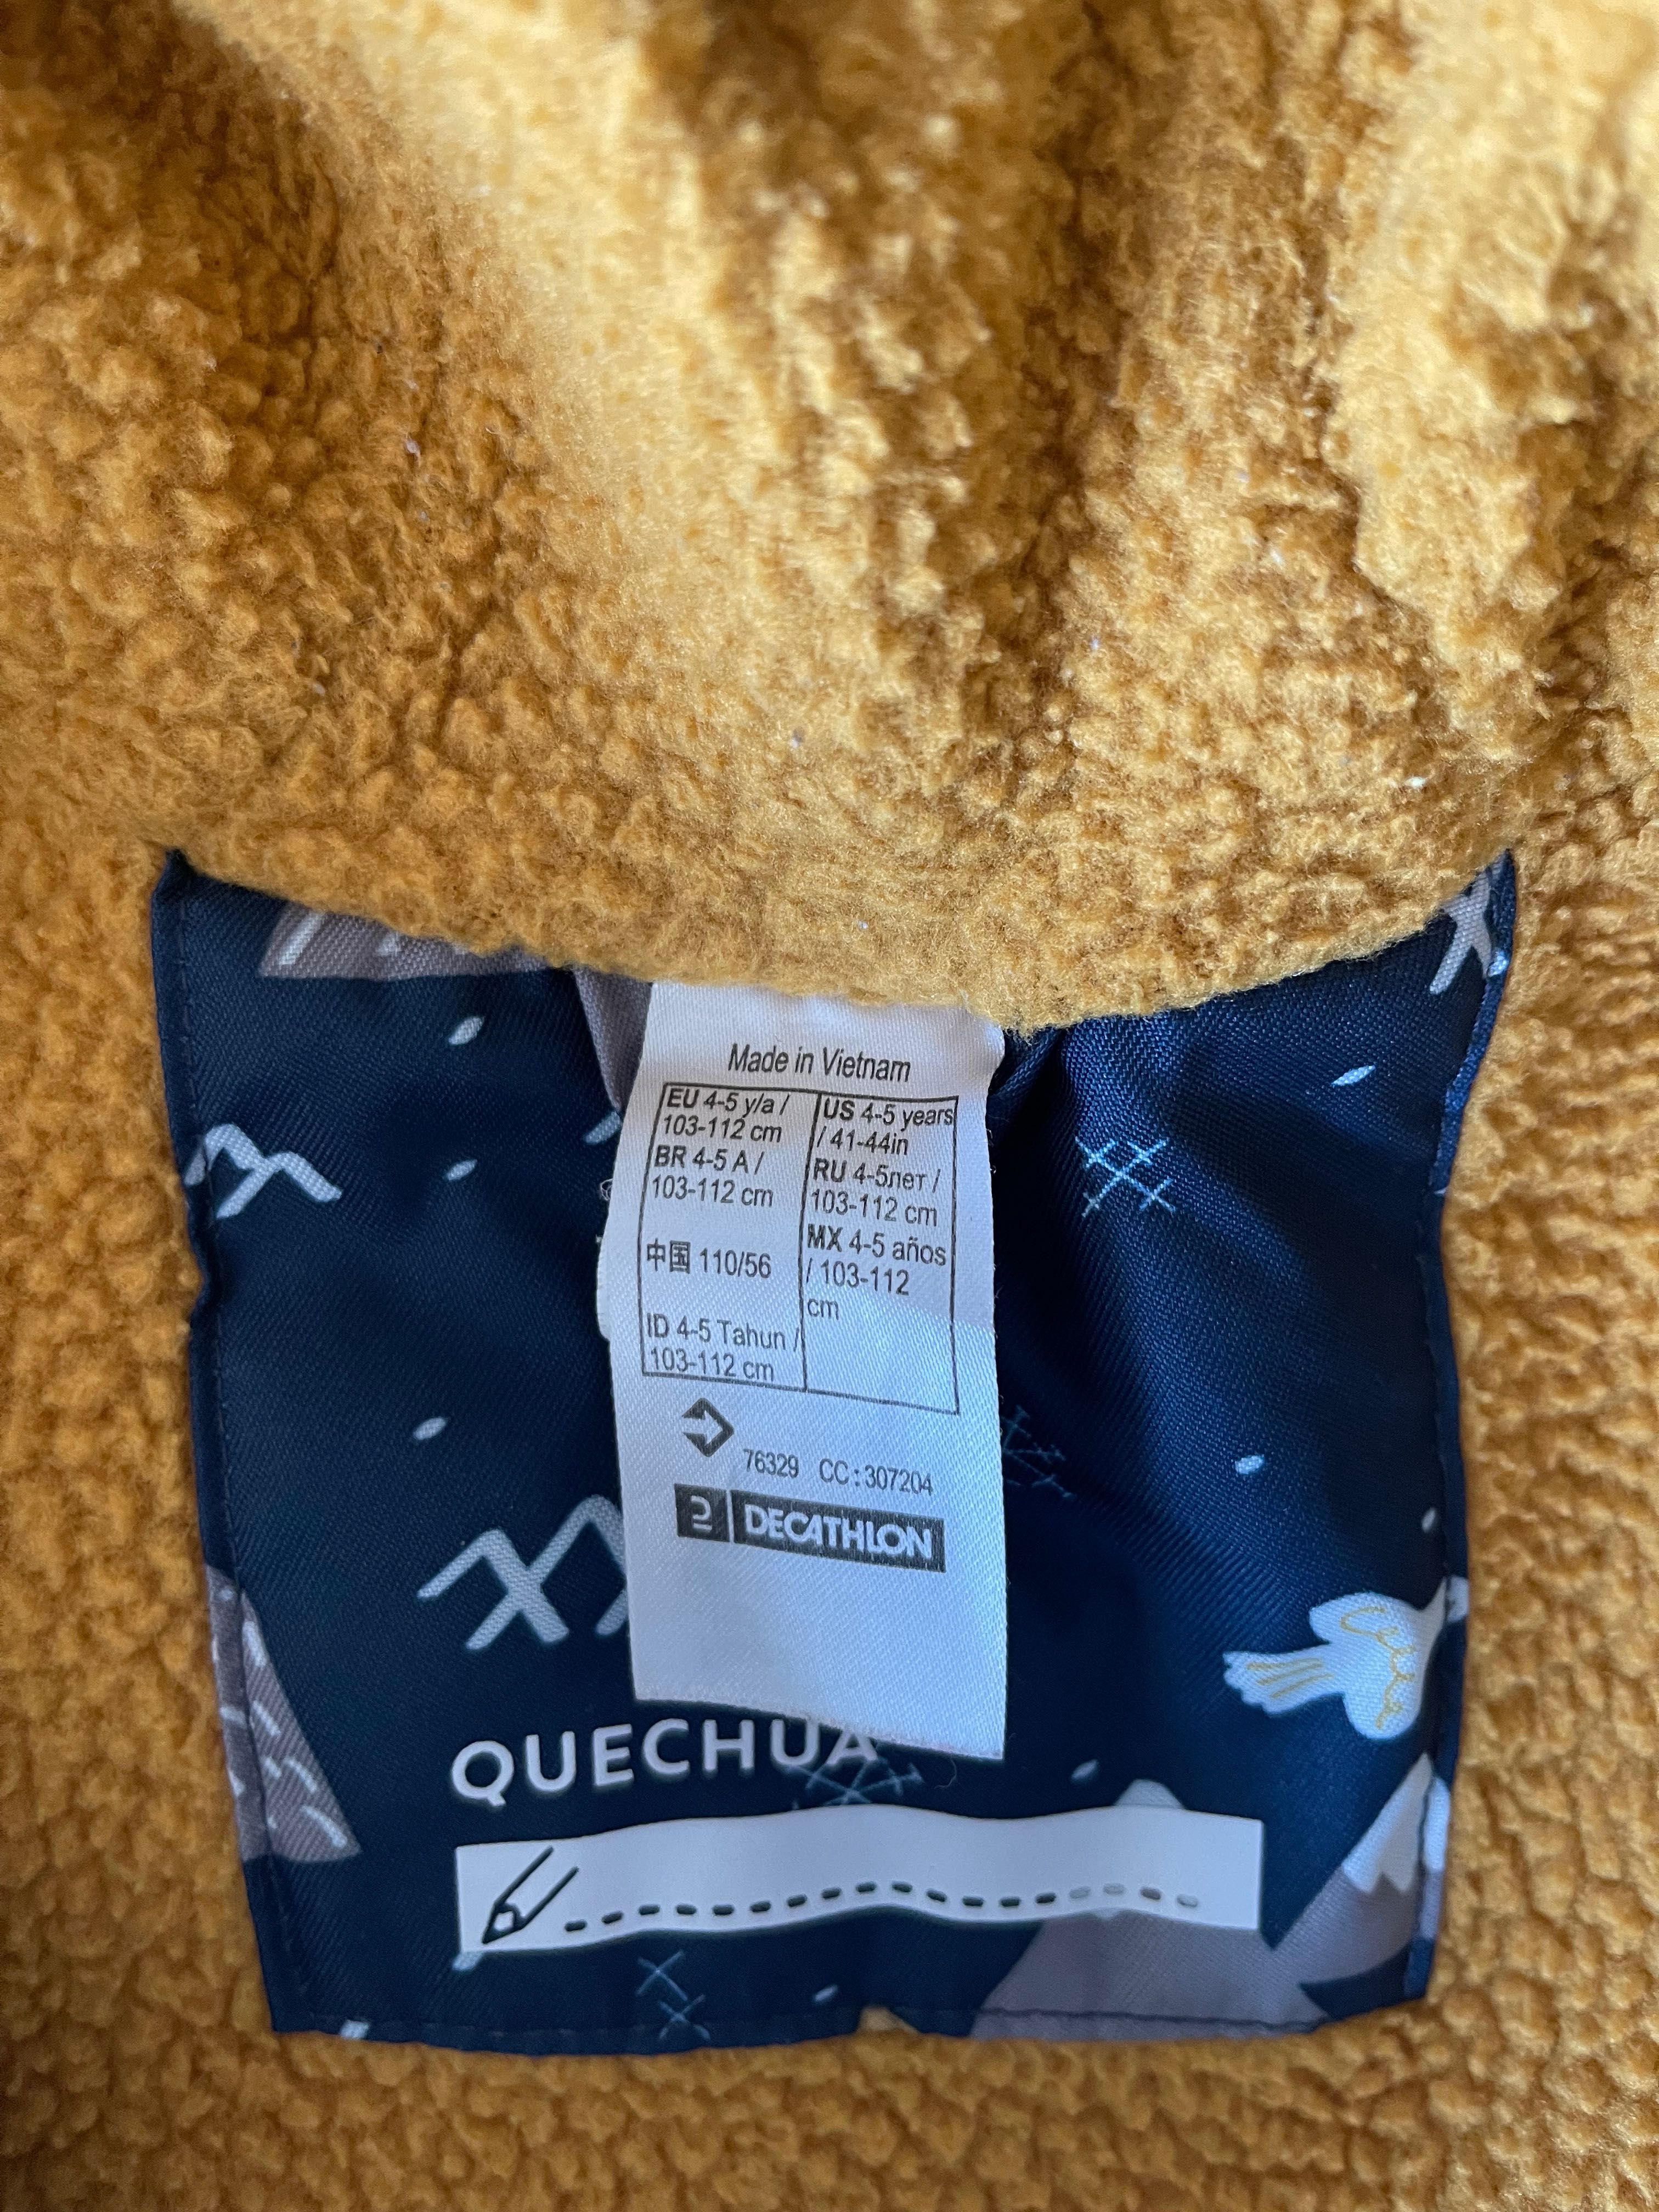 Made in Vietnam
EU 4-5 y/a /
103-112 cm
BR 4-5 A /
103-112 cm
中国 110/56
ID 4-5 Tahun /
103-112 cm
US 4-5 years
/ 41-44in
RU 4-5лет /
103-112 cm
MX 4-5 años
/ 103-112
cm
76329 CC : 307204
DECATHLON
QUECHUA